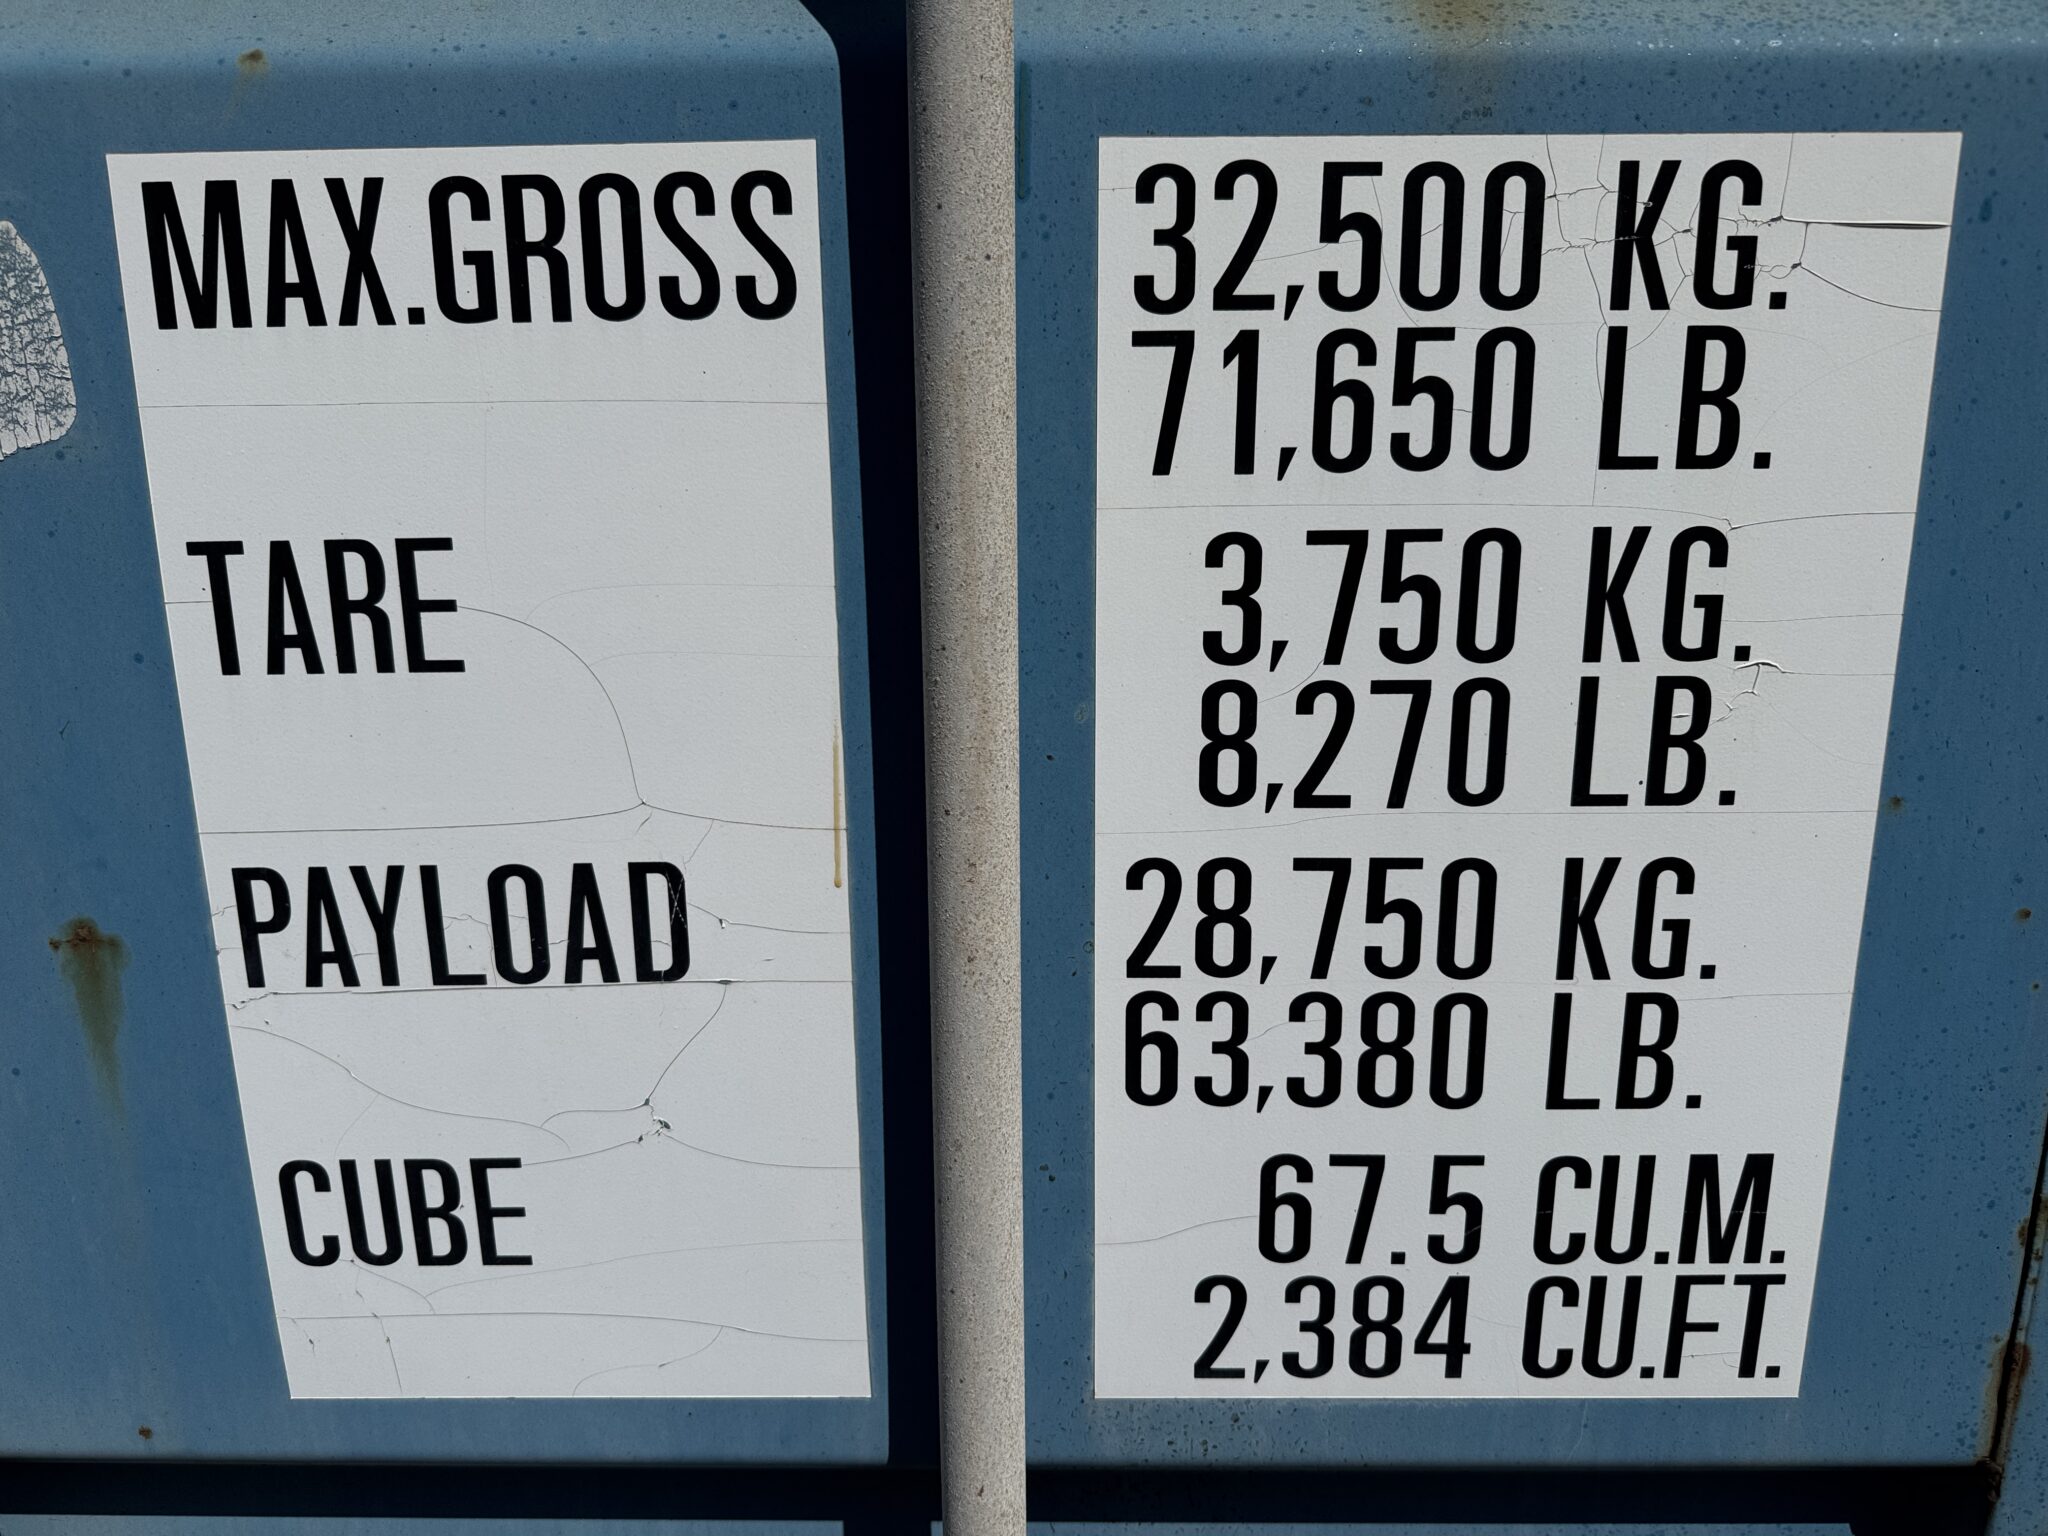 MAX.GROSS 32,500 KG.
71,650 LB.
TARE 3,750 KG.
8,270 LB.
PAYLOAD 28,750 KG.
63,380 LB.
CUBE 67.5 CU.M.
2,384 CU.FT.